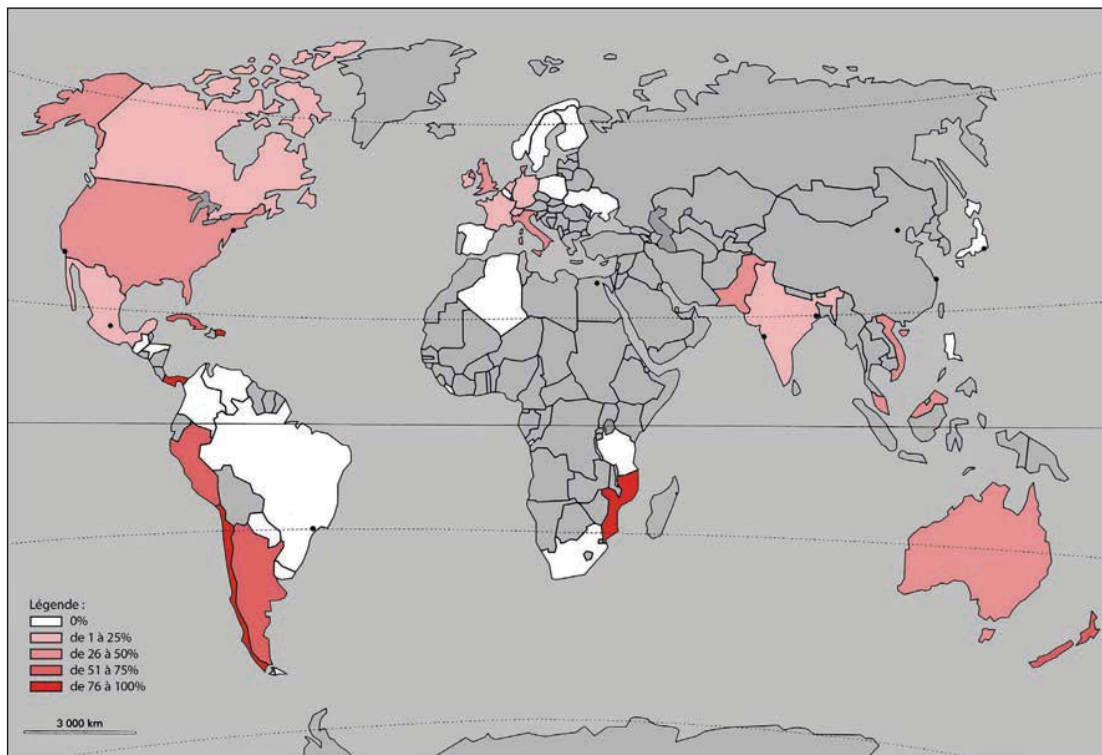 Légende :
0%
de 1 à 25%
de 26 à 50%
de 51 à 75%
de 76 à 100%
3 000 km